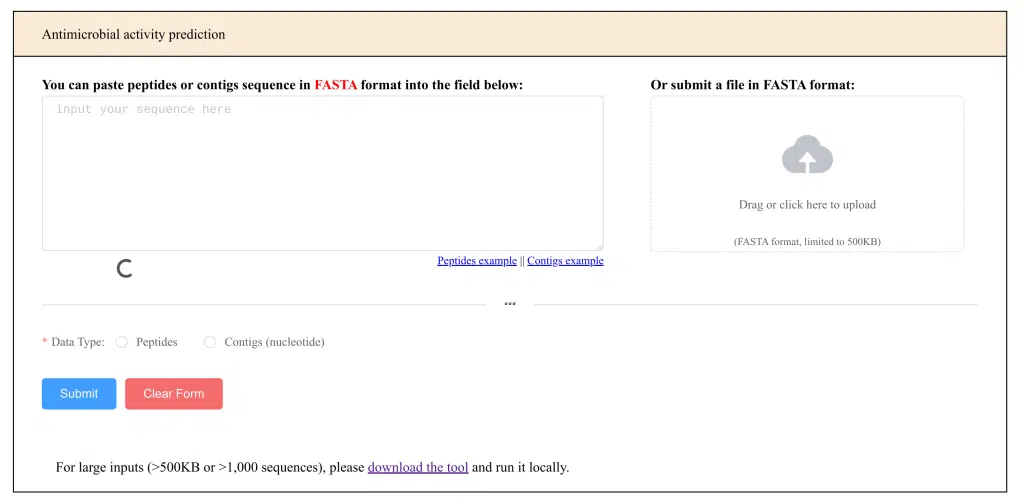 Antimicrobial activity prediction
You can paste peptides or contigs sequence in FASTA format into the field below:
Or submit a file in FASTA format:
input your sequence here
Drag or click here to upload
(FASTA format, limited to 500KB)
Peptides example || Contigs example
* Data Type: Peptides Contigs (nucleotide)
Submit Clear Form
For large inputs (>500KB or >1,000 sequences), please download the tool and run it locally.